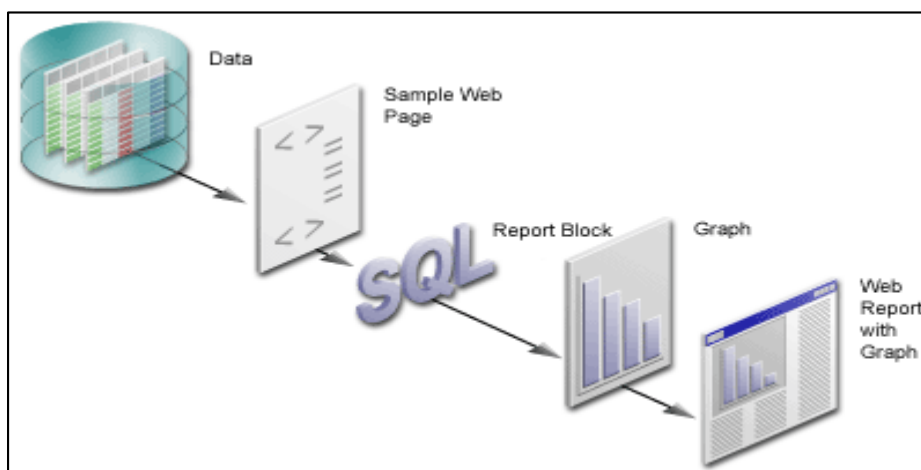 Data
Sample Web
Page
< >
< >
SQL
Report Block
Graph
Web
Report
with
Graph